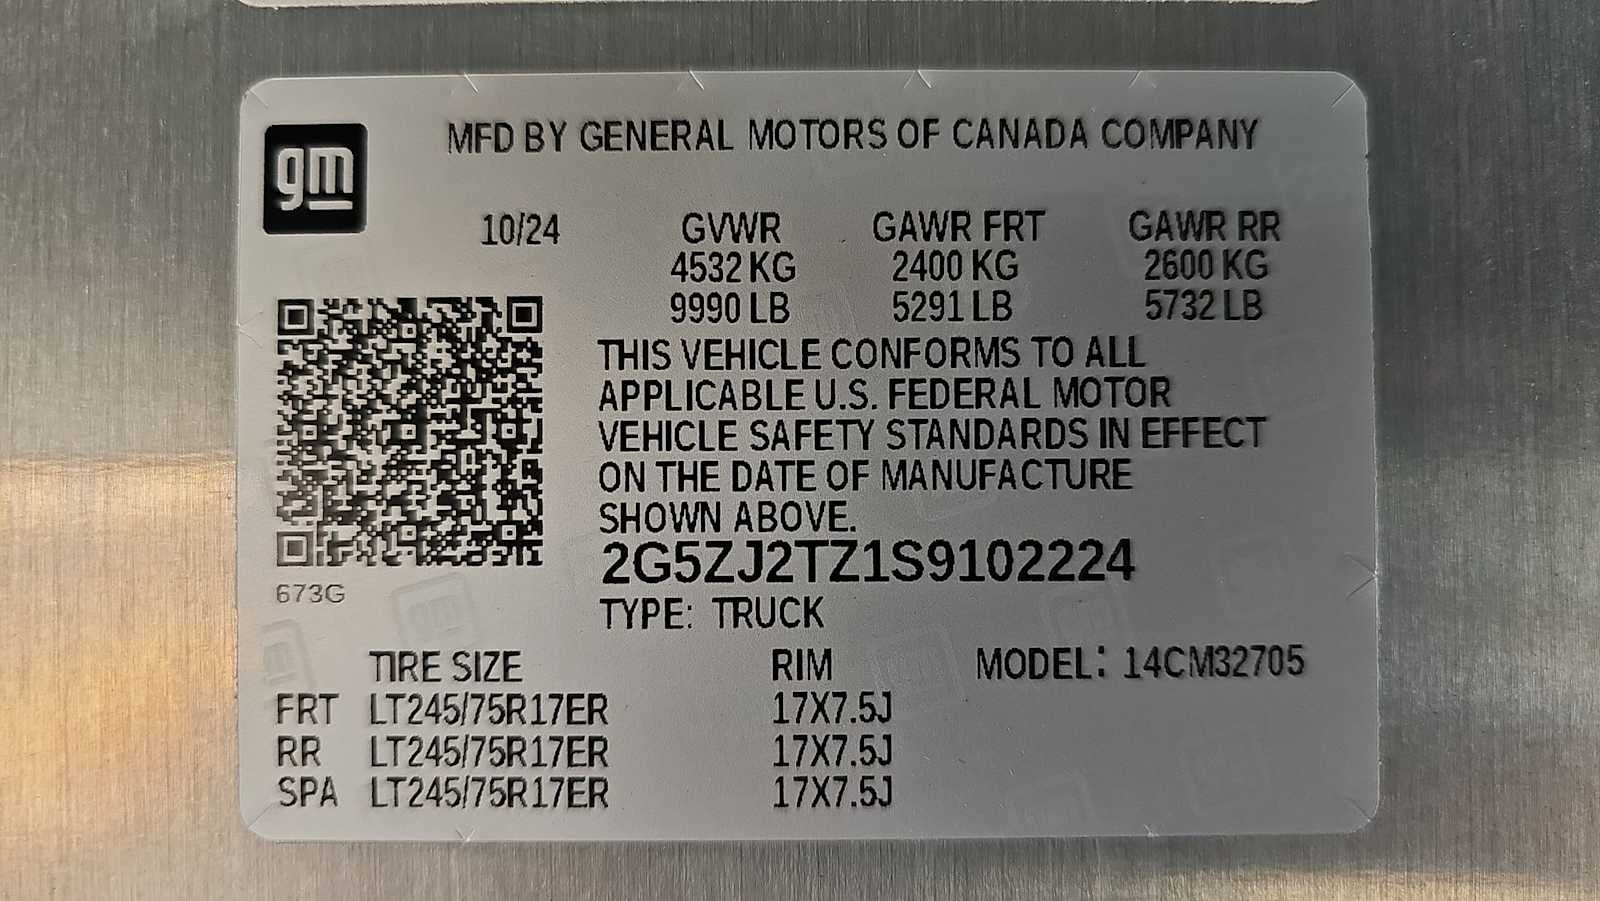 MFD BY GENERAL MOTORS OF CANADA COMPANY
gm
10/24 GVWR GAWR FRT GAWR RR
4532 KG 2400 KG 2600 KG
9990 LB 5291 LB 5732 LB
THIS VEHICLE CONFORMS TO ALL
APPLICABLE U.S. FEDERAL MOTOR
VEHICLE SAFETY STANDARDS IN EFFECT
ON THE DATE OF MANUFACTURE
SHOWN ABOVE.
2G5ZJ2TZ1S9102224
673G
TYPE: TRUCK
TIRE SIZE RIM MODEL: 14CM32705
FRT LT245/75R17ER 17X7.5J
RR LT245/75R17ER 17X7.5J
SPA LT245/75R17ER 17X7.5J